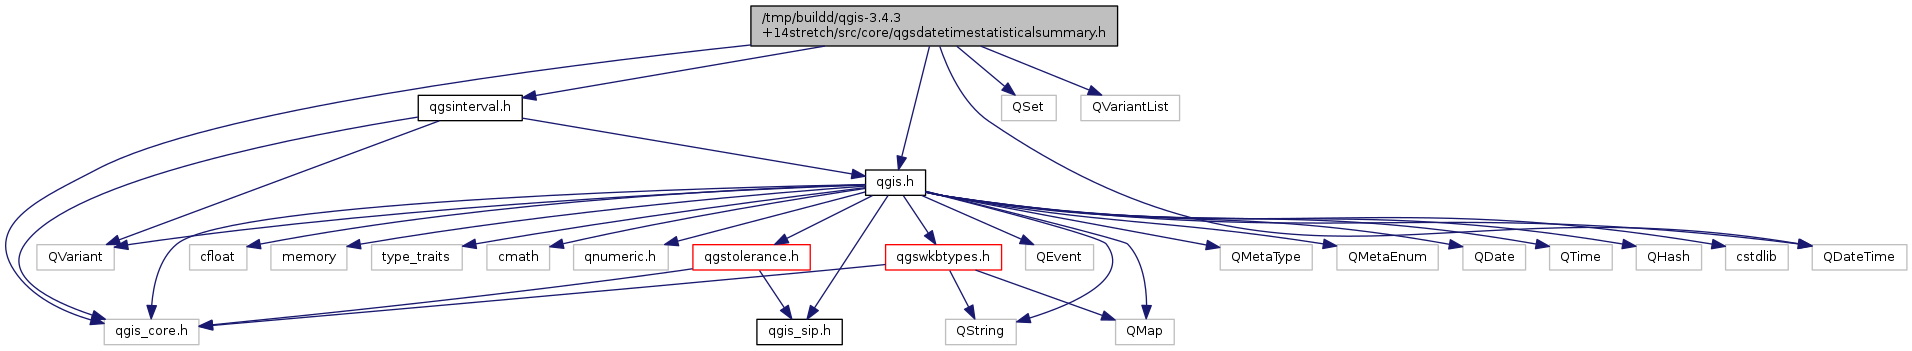 /tmp/buildd/qgis-3.4.3
+14stretch/src/core/qgsdatetimestatisticalsummary.h
qgsinterval.h
QSet
QVariantList
qgis.h
QVariant
cfloat
memory
type_traits
cmath
qnumeric.h
qgstolerance.h
qgswkbtypes.h
QEvent
QMetaType
QMetaEnum
QDate
QTime
QHash
cstdlib
QDateTime
qgis_core.h
qgis_sip.h
QString
QMap